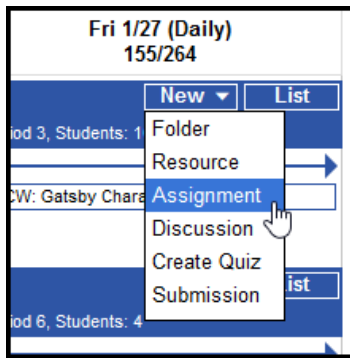 Fri 1/27 (Daily)
155/264
New List
iod 3, Students: 1
Folder
Resource
CW: Gatsby Chara
Assignment
Discussion
Create Quiz
ist
Submission
iod 6, Students: 4